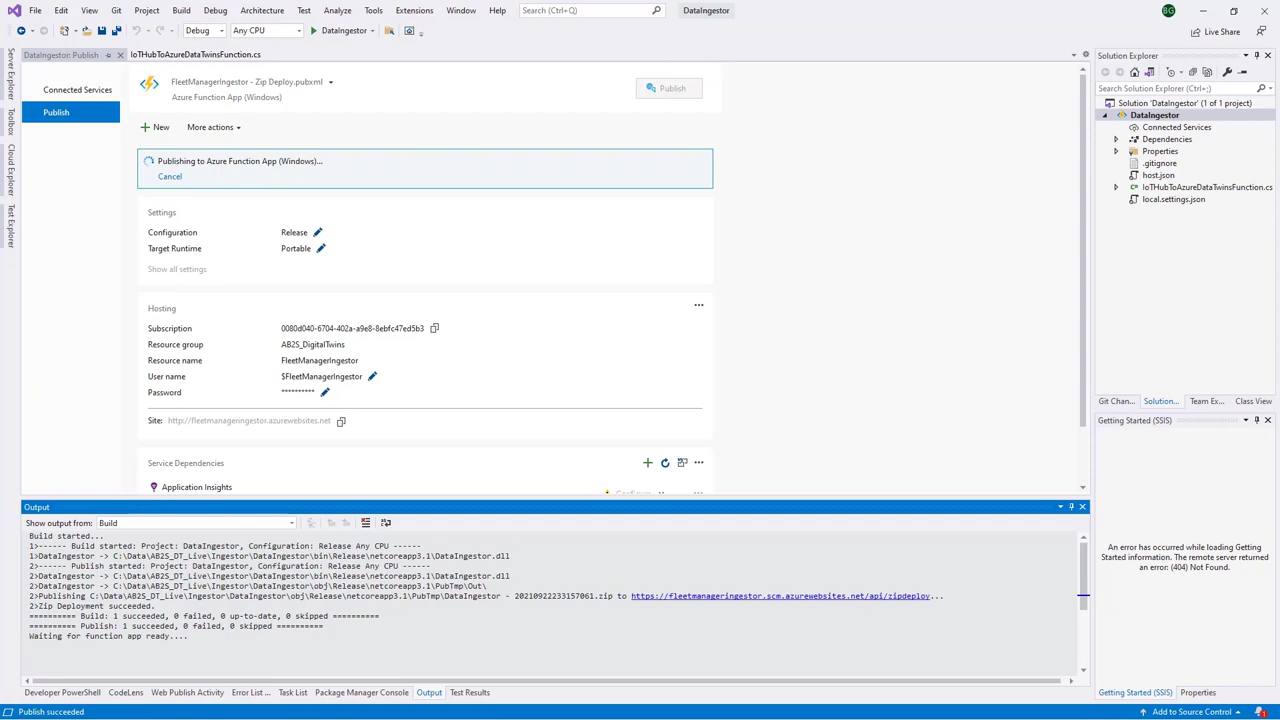 File Edit View Git Project Build Debug Architecture Test Analyze Tools Extensions Window Help Search (Ctrl+Q) DataIngestor BG
Debug Any CPU DataIngestor Live Share
Server Explorer
Toolbox
Cloud Explorer
Test Explorer
DataIngestor: Publish IoTHubToAzureDataTwinsFunction.cs
Connected Services
Publish
FleetManagerIngestor - Zip Deploy.pubxml
Azure Function App (Windows)
Publish
New More actions
Publishing to Azure Function App (Windows)...
Cancel
Settings
Configuration Release
Target Runtime Portable
Show all settings
Hosting
Subscription 0080d040-6704-402a-a9e8-8ebfc47ed5b3
Resource group AB2S_DigitalTwins
Resource name FleetManagerIngestor
User name $FleetManagerIngestor
Password **********
Site: http://fleetmanageringestor.azurewebsites.net
Service Dependencies
Application Insights
Configure
Solution Explorer
Search Solution Explorer (Ctrl+;)
Solution 'DataIngestor' (1 of 1 project)
DataIngestor
Connected Services
Dependencies
Properties
.gitignore
host.json
IoTHubToAzureDataTwinsFunction.cs
local.settings.json
Git Chan... Solution... Team Ex... Class View
Getting Started (SSIS)
An error has occurred while loading Getting
Started information. The remote server returned
an error: (404) Not Found.
Getting Started (SSIS) Properties
Output
Show output from: Build
Build started...
1>------ Build started: Project: DataIngestor, Configuration: Release Any CPU ------
1>DataIngestor -> C:\Data\AB2S_DT_Live\Ingestor\DataIngestor\bin\Release\netcoreapp3.1\DataIngestor.dll
2>------ Publish started: Project: DataIngestor, Configuration: Release Any CPU ------
2>DataIngestor -> C:\Data\AB2S_DT_Live\Ingestor\DataIngestor\bin\Release\netcoreapp3.1\DataIngestor.dll
2>DataIngestor -> C:\Data\AB2S_DT_Live\Ingestor\DataIngestor\obj\Release\netcoreapp3.1\PubTmp\Out\
2>Publishing C:\Data\AB2S_DT_Live\Ingestor\DataIngestor\obj\Release\netcoreapp3.1\PubTmp\DataIngestor - 20210922233157061.zip to https://fleetmanageringestor.scm.azurewebsites.net/api/zipdeploy...
2>Zip Deployment succeeded.
========== Build: 1 succeeded, 0 failed, 0 up-to-date, 0 skipped ==========
========== Publish: 1 succeeded, 0 failed, 0 skipped ==========
Waiting for function app ready....
Developer PowerShell CodeLens Web Publish Activity Error List ... Task List Package Manager Console Output Test Results
Publish succeeded Add to Source Control 1